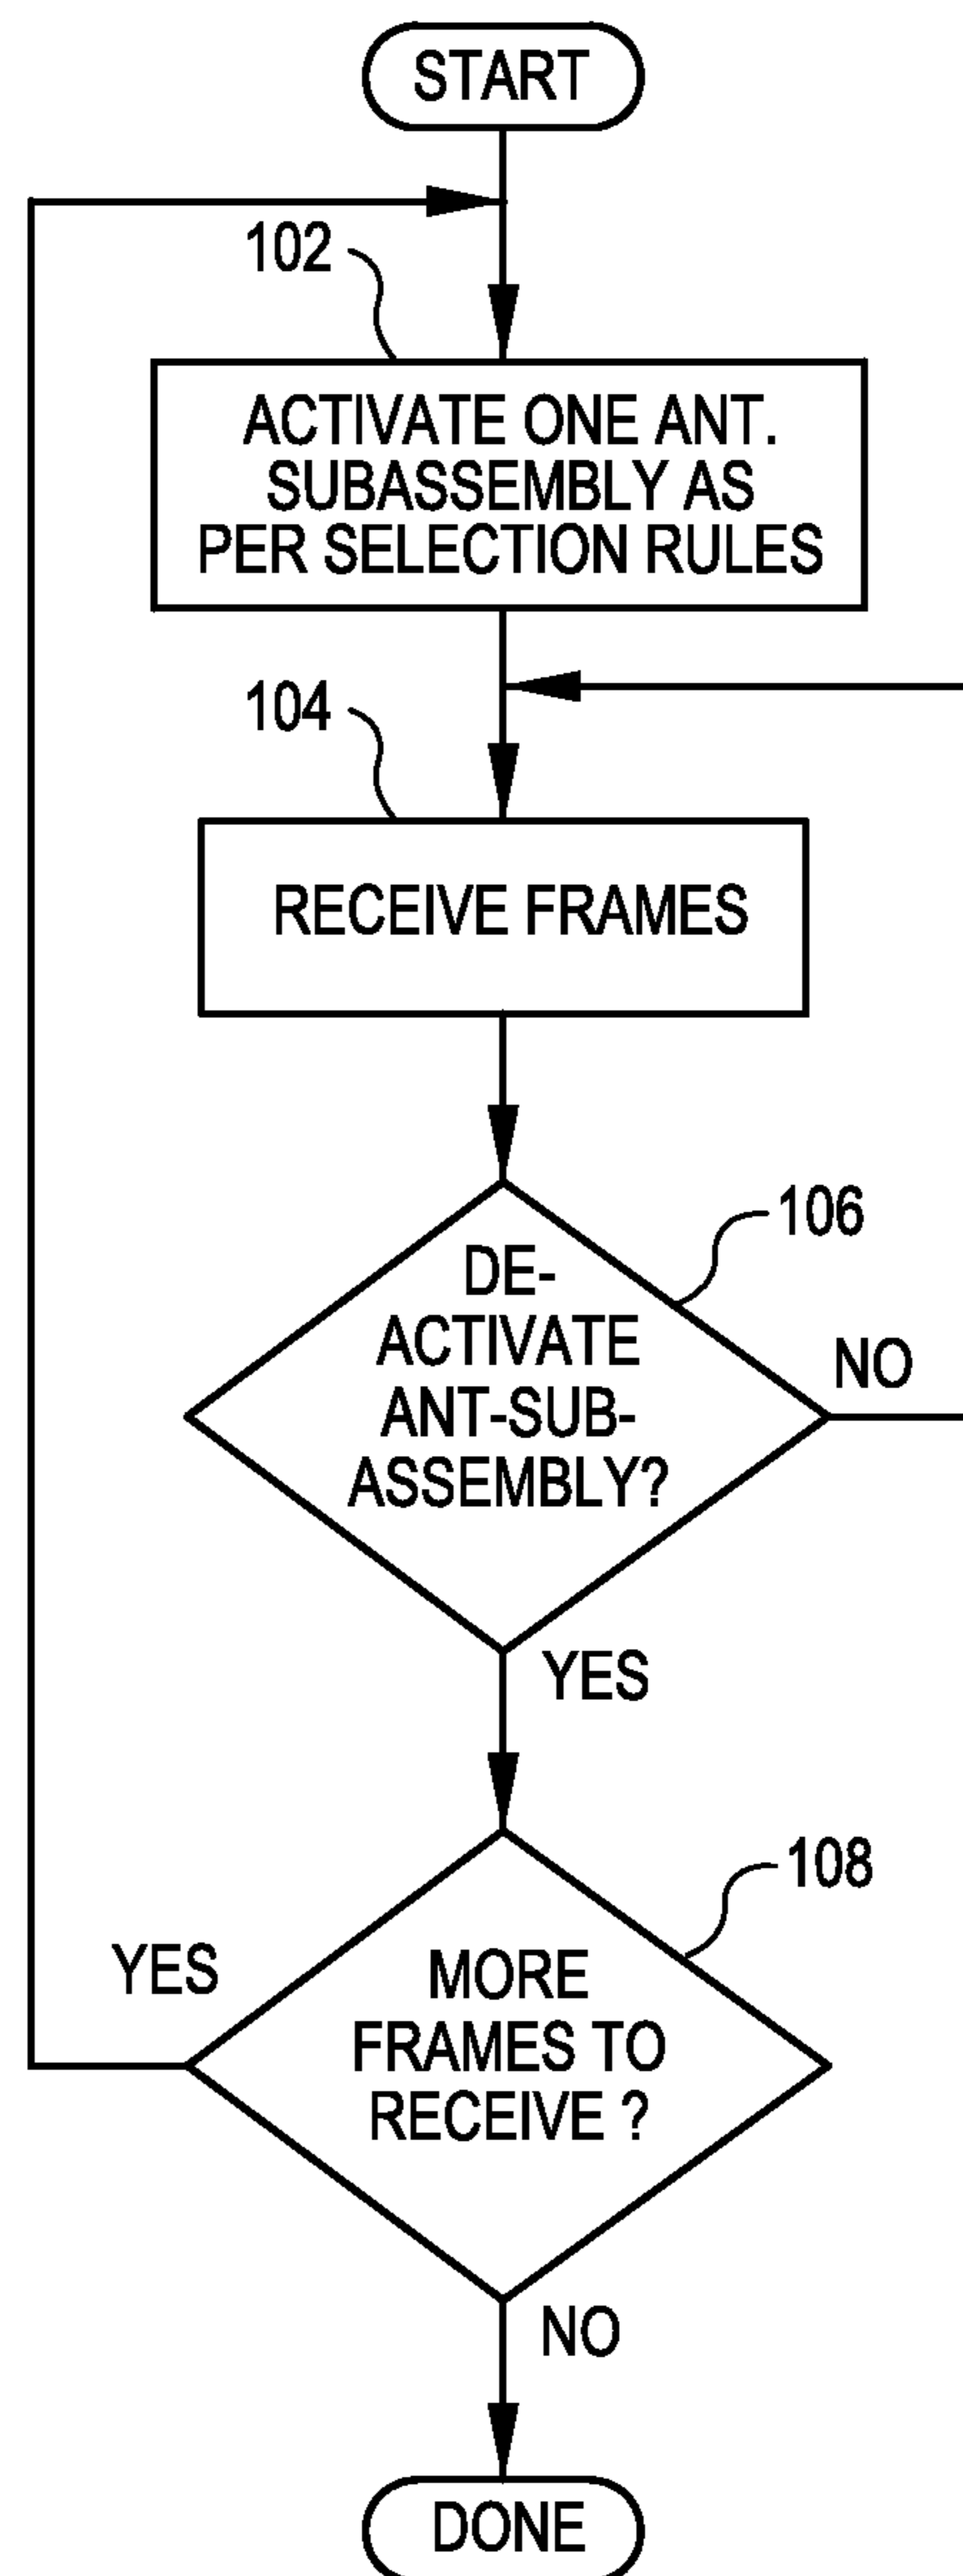 START
102
ACTIVATE ONE ANT.
SUBASSEMBLY AS
PER SELECTION RULES
104
RECEIVE FRAMES
106
DE-
ACTIVATE
ANT-SUB-
ASSEMBLY?
NO
YES
108
YES
MORE
FRAMES TO
RECEIVE ?
NO
DONE